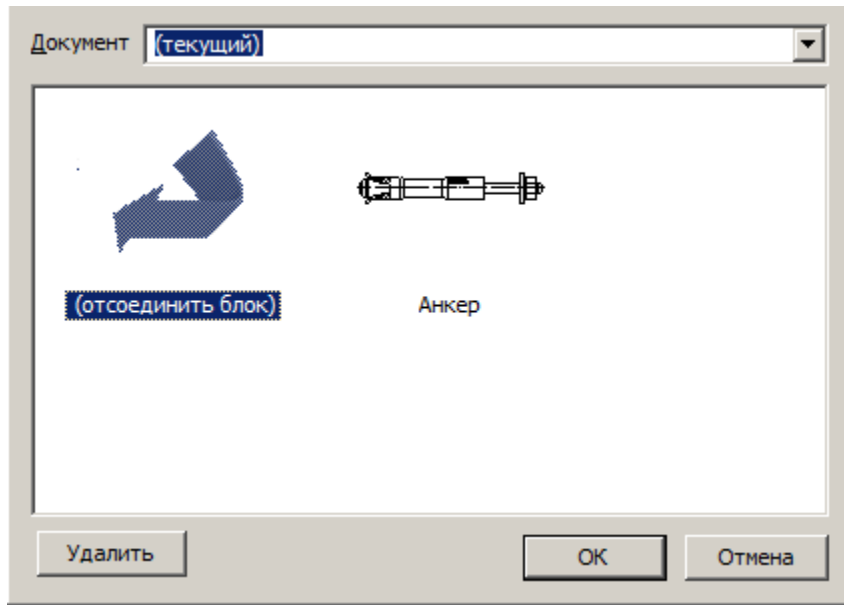 Документ (текущий)
(отсоединить блок) Анкер
Удалить OK Отмена